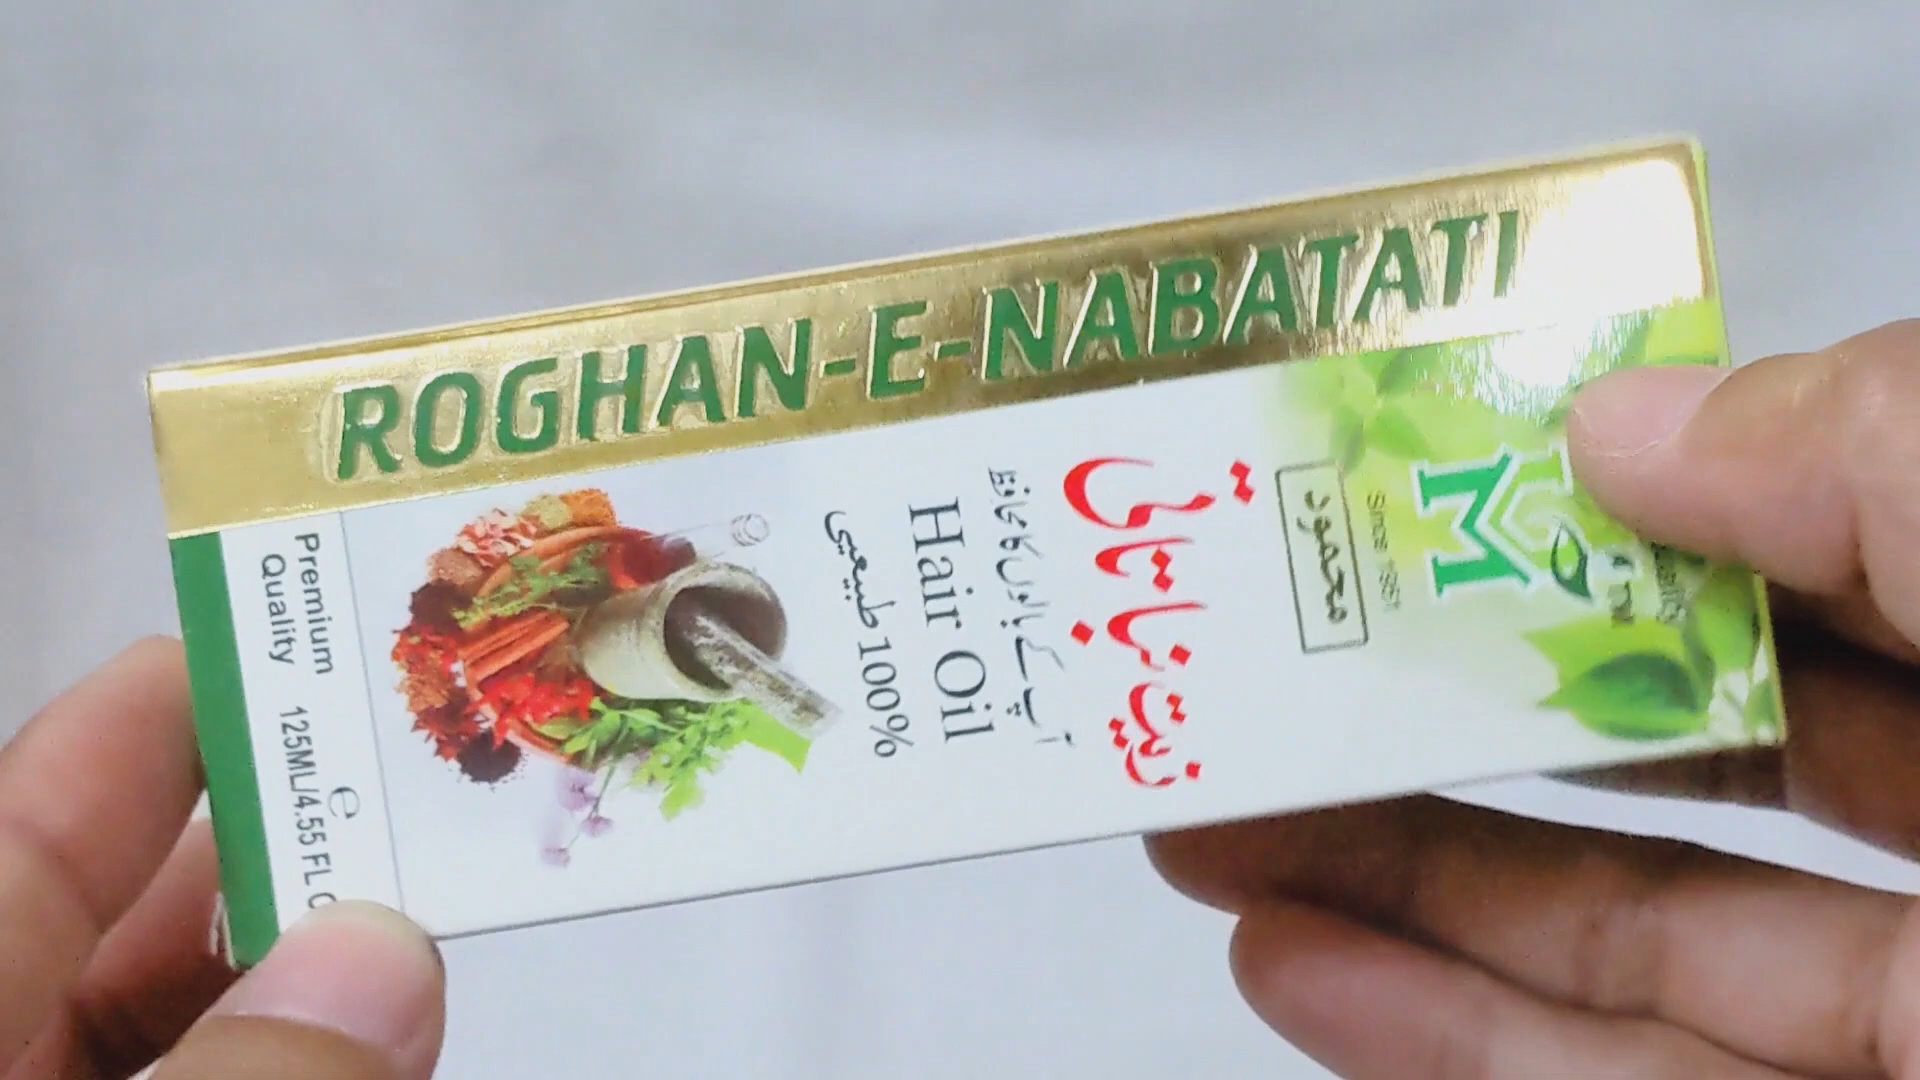 ROGHAN-E-NABATATI
Since 1951
محمود
زیت نباتاتی
آپ کے بالوں کا محافظ
Hair Oil
100% طبیعیی
Premium
Quality
125ML/4.55 FL
e